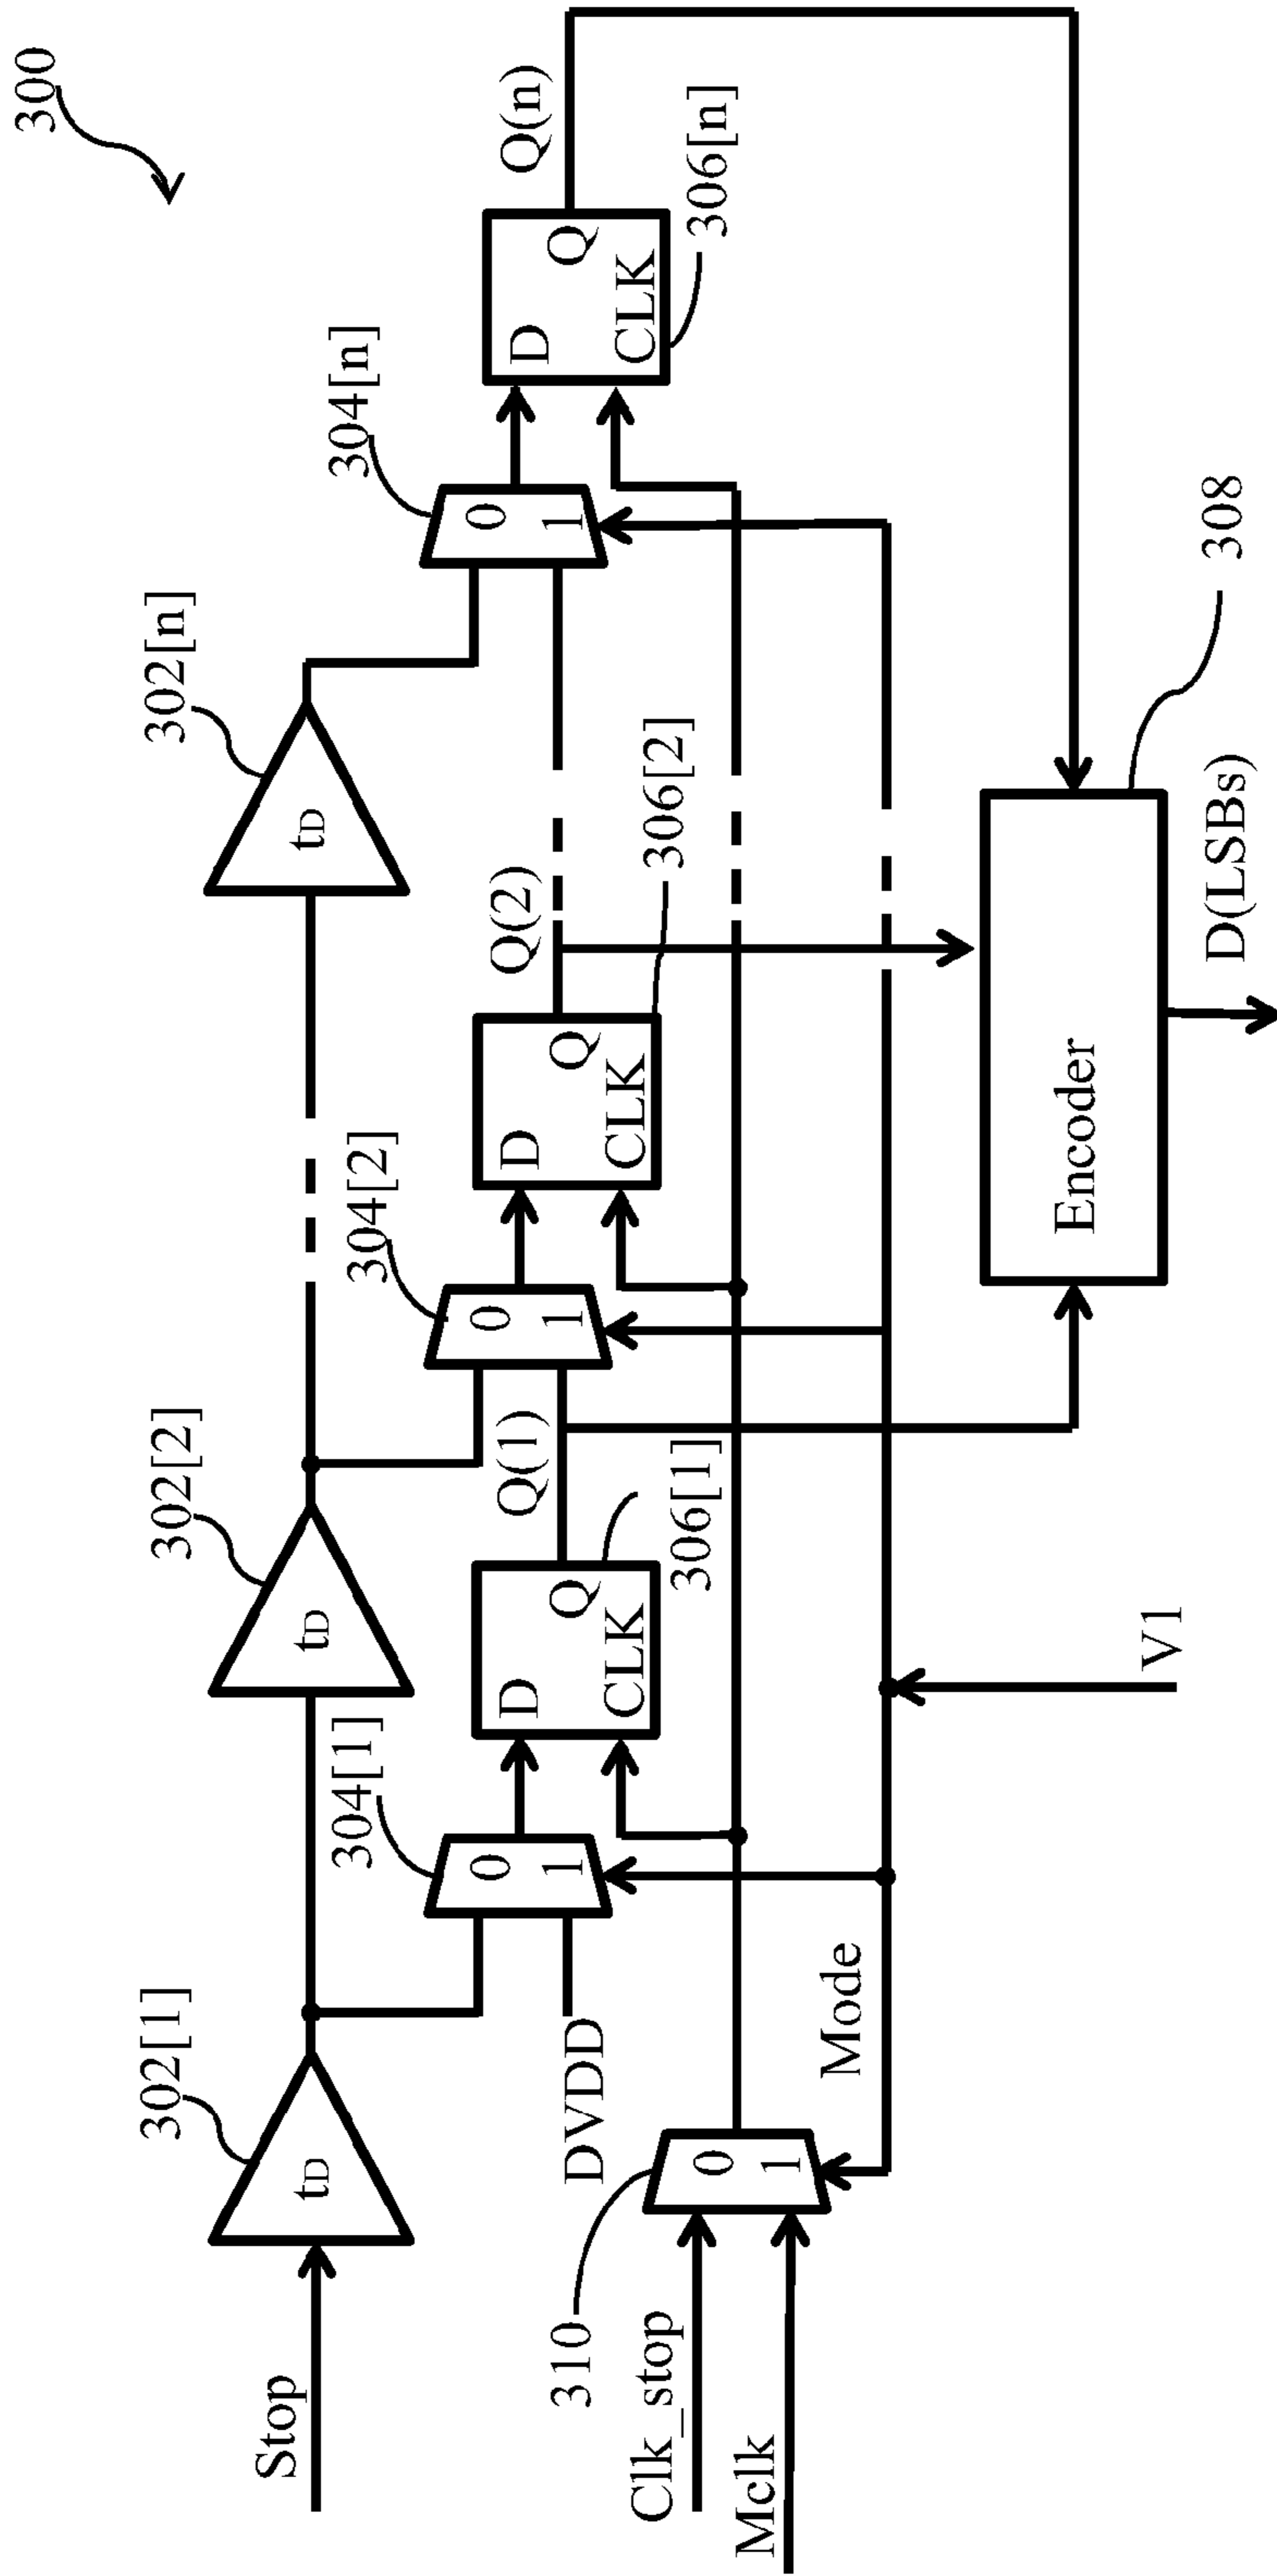 300
302[1]
302[2]
302[n]
Stop
tD
tD
tD
304[1]
304[2]
304[n]
0
1
0
1
0
1
DVDD
D
Q
CLK
D
Q
CLK
D
Q
CLK
Q(1)
Q(2)
Q(n)
306[1]
306[2]
306[n]
310
0
1
Clk_stop
Mclk
Mode
V1
Encoder
308
D(LSBs)